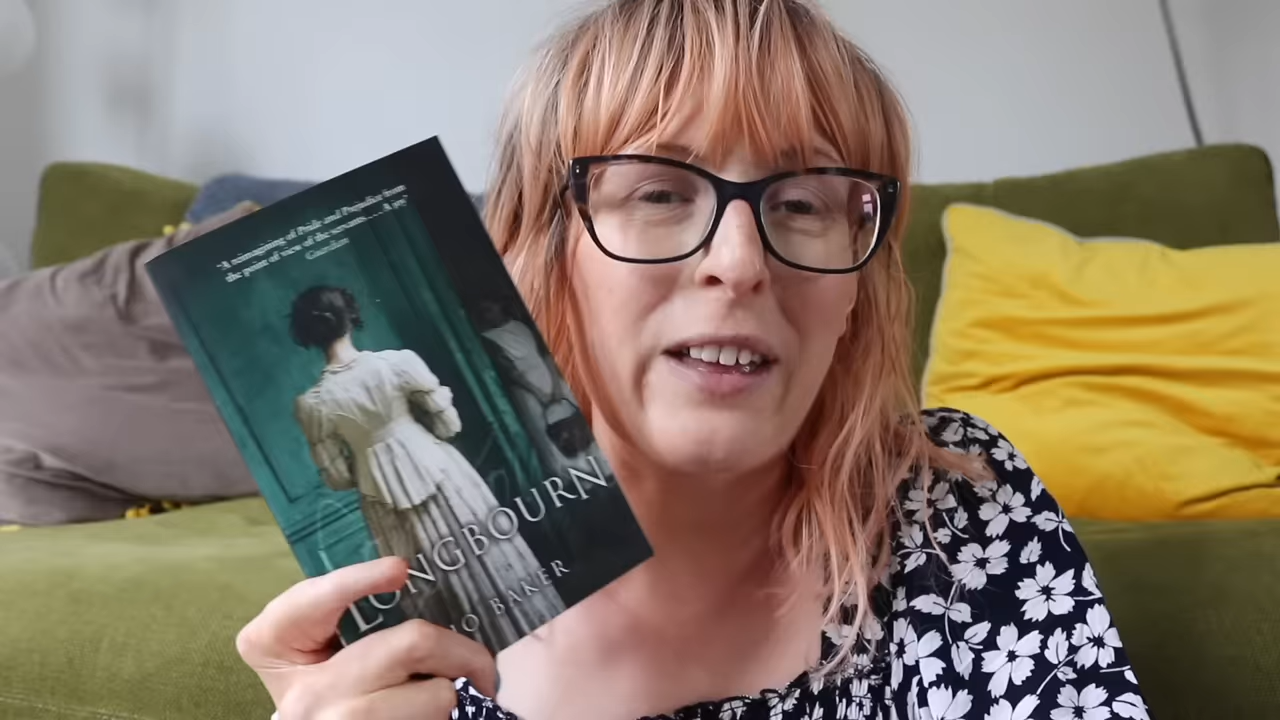 'A reimagining of Pride and Prejudice from
the point of view of the servants.... A joy'
Guardian
LONGBOURN
JO BAKER